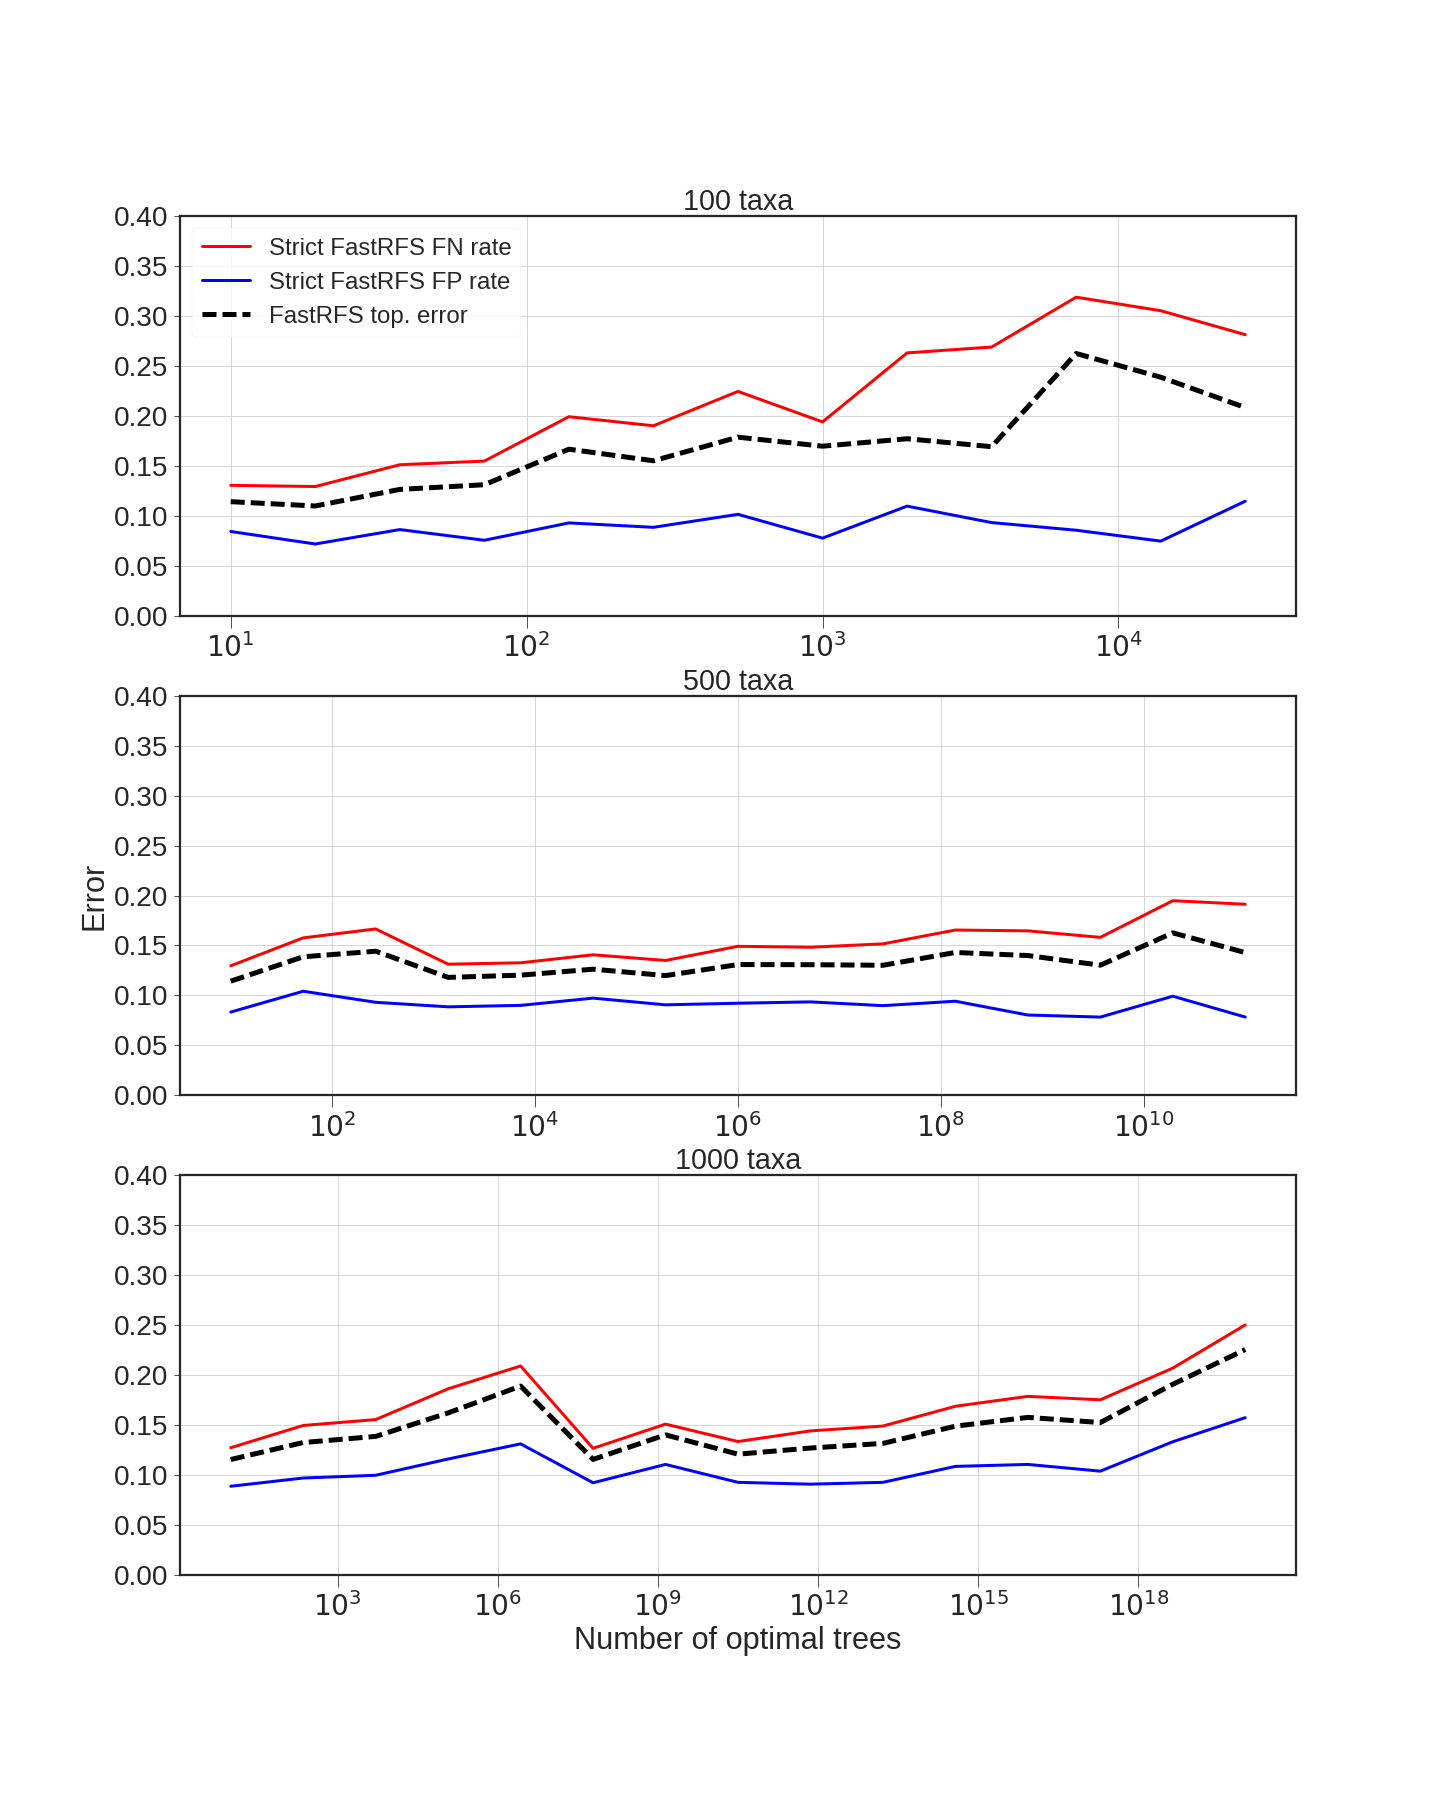 100 taxa
0.40
0.35
0.30
0.25
0.20
0.15
0.10
0.05
0.00
Strict FastRFS FN rate
Strict FastRFS FP rate
FastRFS top. error
10¹ 10² 10³ 10⁴
500 taxa
0.40
0.35
0.30
0.25
0.20
0.15
0.10
0.05
0.00
Error
10² 10⁴ 10⁶ 10⁸ 10¹⁰
1000 taxa
0.40
0.35
0.30
0.25
0.20
0.15
0.10
0.05
0.00
10³ 10⁶ 10⁹ 10¹² 10¹⁵ 10¹⁸
Number of optimal trees